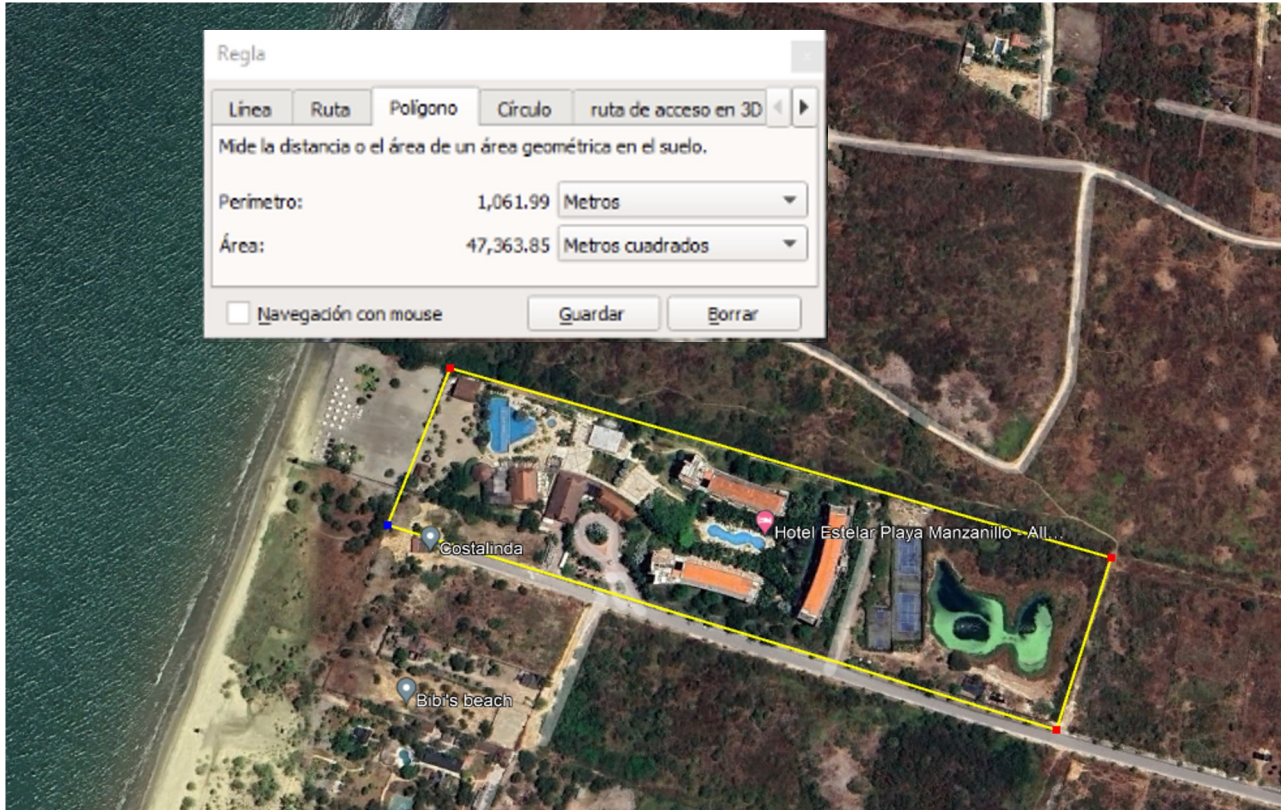 Regla
x
Línea Ruta Polígono Círculo ruta de acceso en 3D
Mide la distancia o el área de un área geométrica en el suelo.
Perímetro: 1,061.99 Metros
Área: 47,363.85 Metros cuadrados
Navegación con mouse Guardar Borrar
Hotel Estelar Playa Manzanillo - All...
Costalinda
Bibi's beach